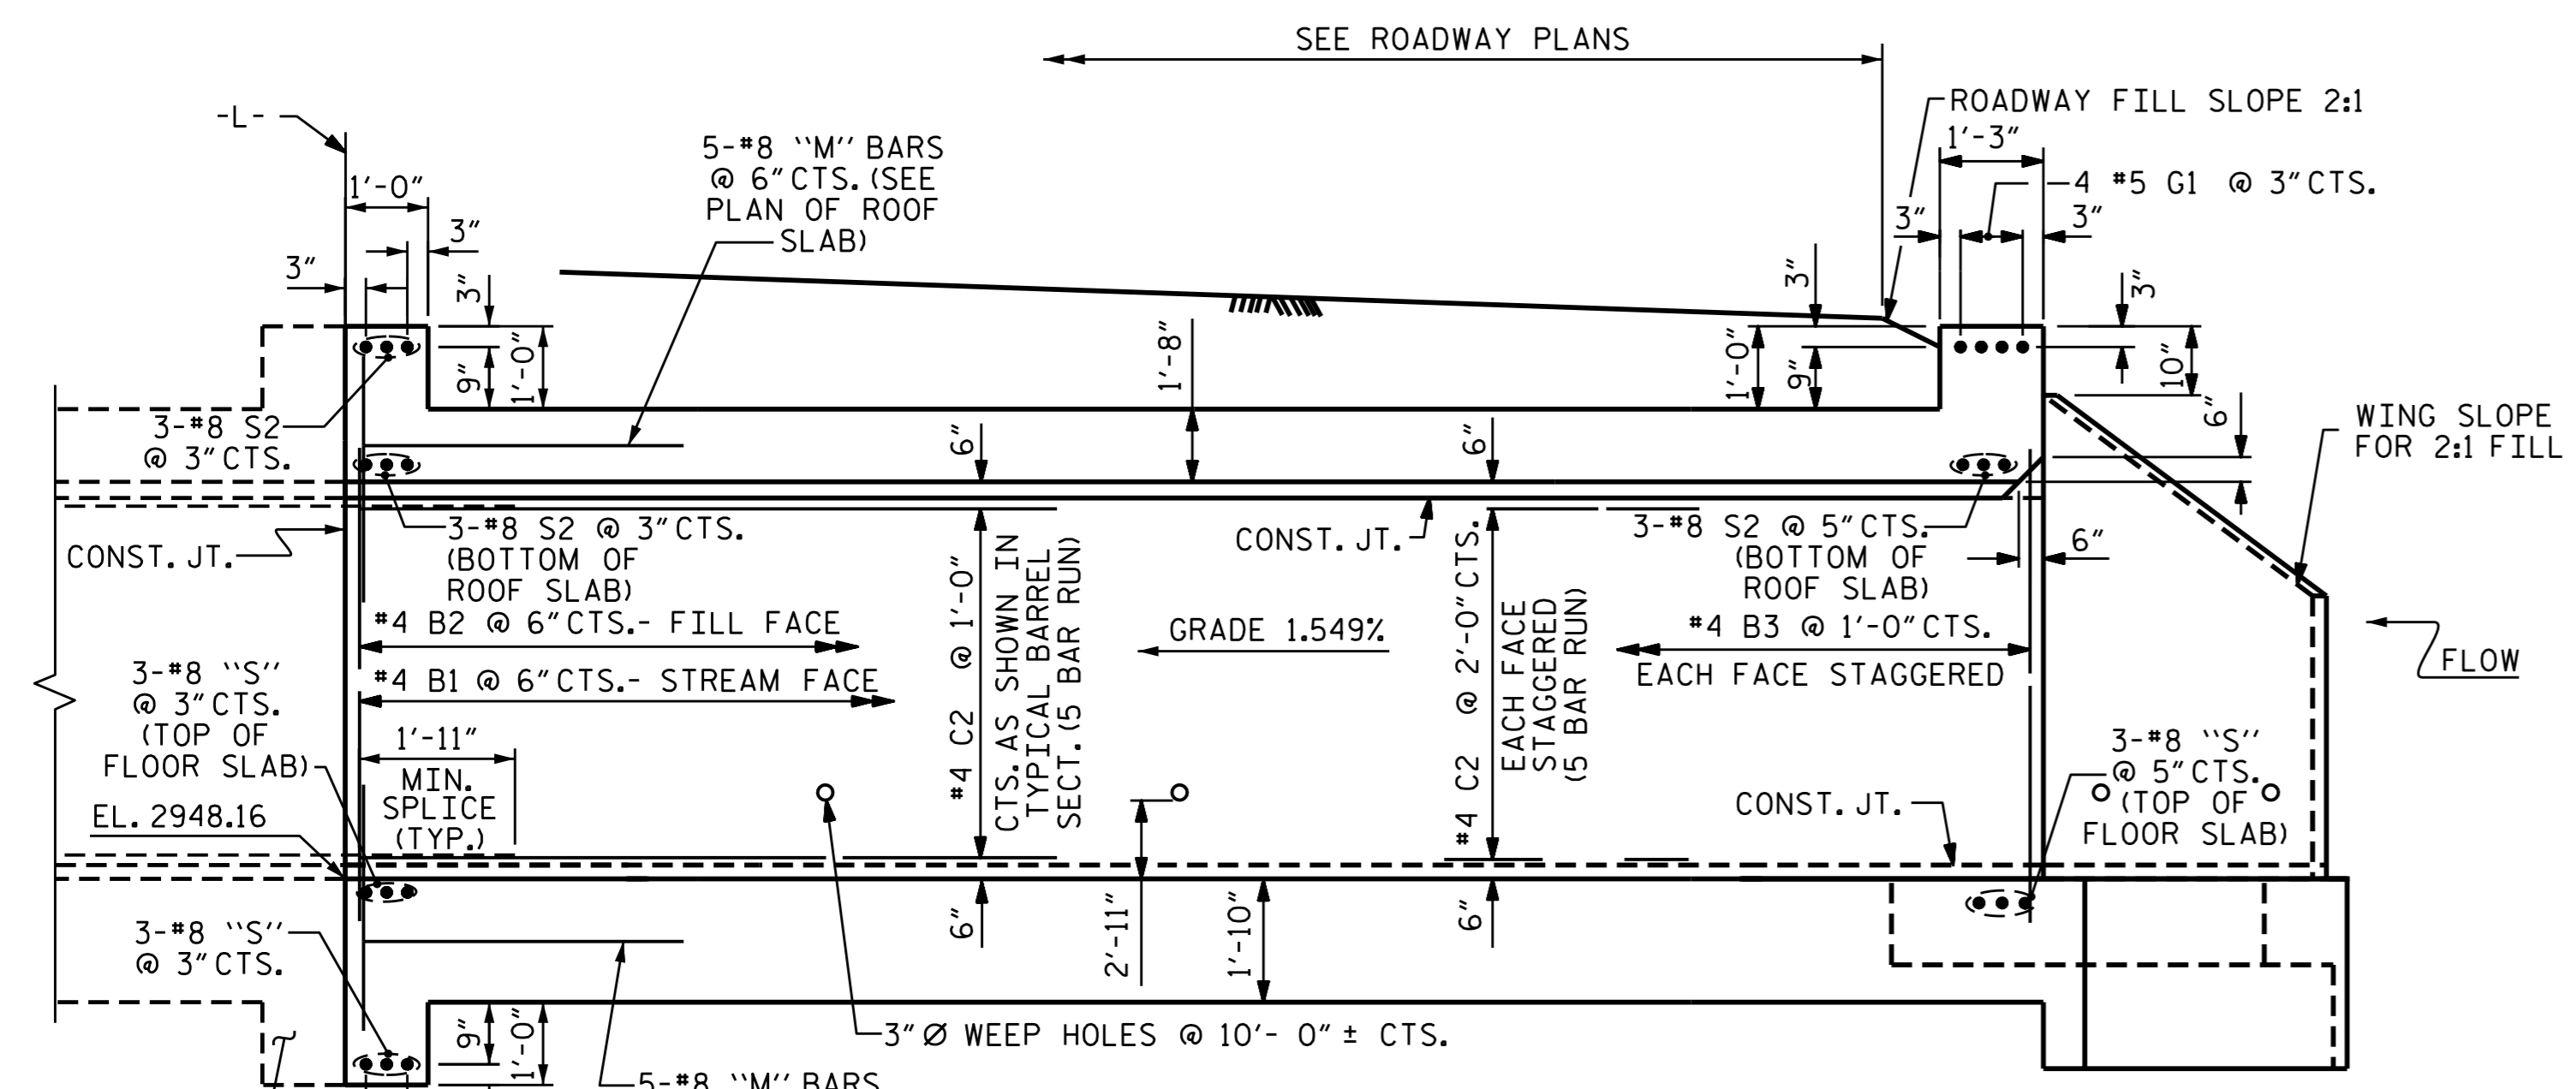 SEE ROADWAY PLANS
-L-
ROADWAY FILL SLOPE 2:1
1'-3"
5-#8 "M" BARS
@ 6" CTS. (SEE
PLAN OF ROOF
SLAB)
1'-0"
4 #5 G1 @ 3" CTS.
3"
3"
3"
3"
3"
3"
3"
9"
1'-0"
1'-8"
1'-0"
9"
3"
10"
3-#8 S2
@ 3" CTS.
6"
6"
6"
WING SLOPE
FOR 2:1 FILL
3-#8 S2 @ 3" CTS.
(BOTTOM OF
ROOF SLAB)
CONST. JT.
CONST. JT.
3-#8 S2 @ 5" CTS.
(BOTTOM OF
ROOF SLAB)
6"
#4 B2 @ 6" CTS.- FILL FACE
#4 B1 @ 6" CTS.- STREAM FACE
#4 C2 @ 1'-0"
CTS. AS SHOWN IN
TYPICAL BARREL
SECT. (5 BAR RUN)
GRADE 1.549%
#4 C2 @ 2'-0" CTS.
EACH FACE
STAGGERED
(5 BAR RUN)
#4 B3 @ 1'-0" CTS.
EACH FACE STAGGERED
FLOW
3-#8 "S"
@ 3" CTS.
(TOP OF
FLOOR SLAB)
1'-11"
MIN.
SPLICE
(TYP.)
EL. 2948.16
CONST. JT.
3-#8 "S"
@ 5" CTS.
(TOP OF
FLOOR SLAB)
3-#8 "S"
@ 3" CTS.
6"
2'-11"
1'-10"
6"
9"
1'-0"
3" Ø WEEP HOLES @ 10'- 0" ± CTS.
5-#8 "M" BARS